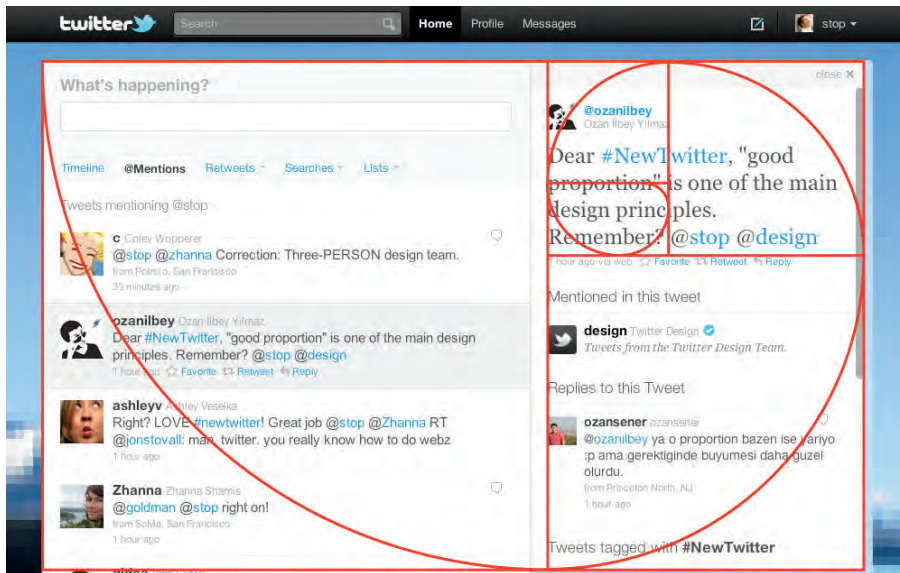 twitter
Search
Home Profile Messages
stop
What's happening?
Timeline @Mentions Retweets Searches Lists
Tweets mentioning @stop
c Coley Wopperer
@stop @zhanna Correction: Three-PERSON design team.
from Potrero, San Francisco
33 minutes ago
ozanilbey Ozan Ilbey Yılmaz
Dear #NewTwitter, "good proportion" is one of the main design
principles. Remember? @stop @design
1 hour ago Favorite Retweet Reply
ashleyv Ashley Veselka
Right? LOVE #newtwitter! Great job @stop @Zhanna RT
@jonstovall: man, twitter. you really know how to do webz
1 hour ago
Zhanna Zhanna Shamis
@goldman @stop right on!
from SoMa, San Francisco
1 hour ago
close ×
@ozanilbey
Ozan Ilbey Yılmaz
Dear #NewTwitter, "good
proportion" is one of the main
design principles.
Remember? @stop @design
1 hour ago via web Favorite Retweet Reply
Mentioned in this tweet
design Twitter Design
Tweets from the Twitter Design Team.
Replies to this Tweet
ozansener ozansener
@ozanilbey ya o proportion bazen ise yariyo
:p ama gerektiginde buyumesi daha guzel
olurdu.
from Princeton North, NJ
1 hour ago
Tweets tagged with #NewTwitter